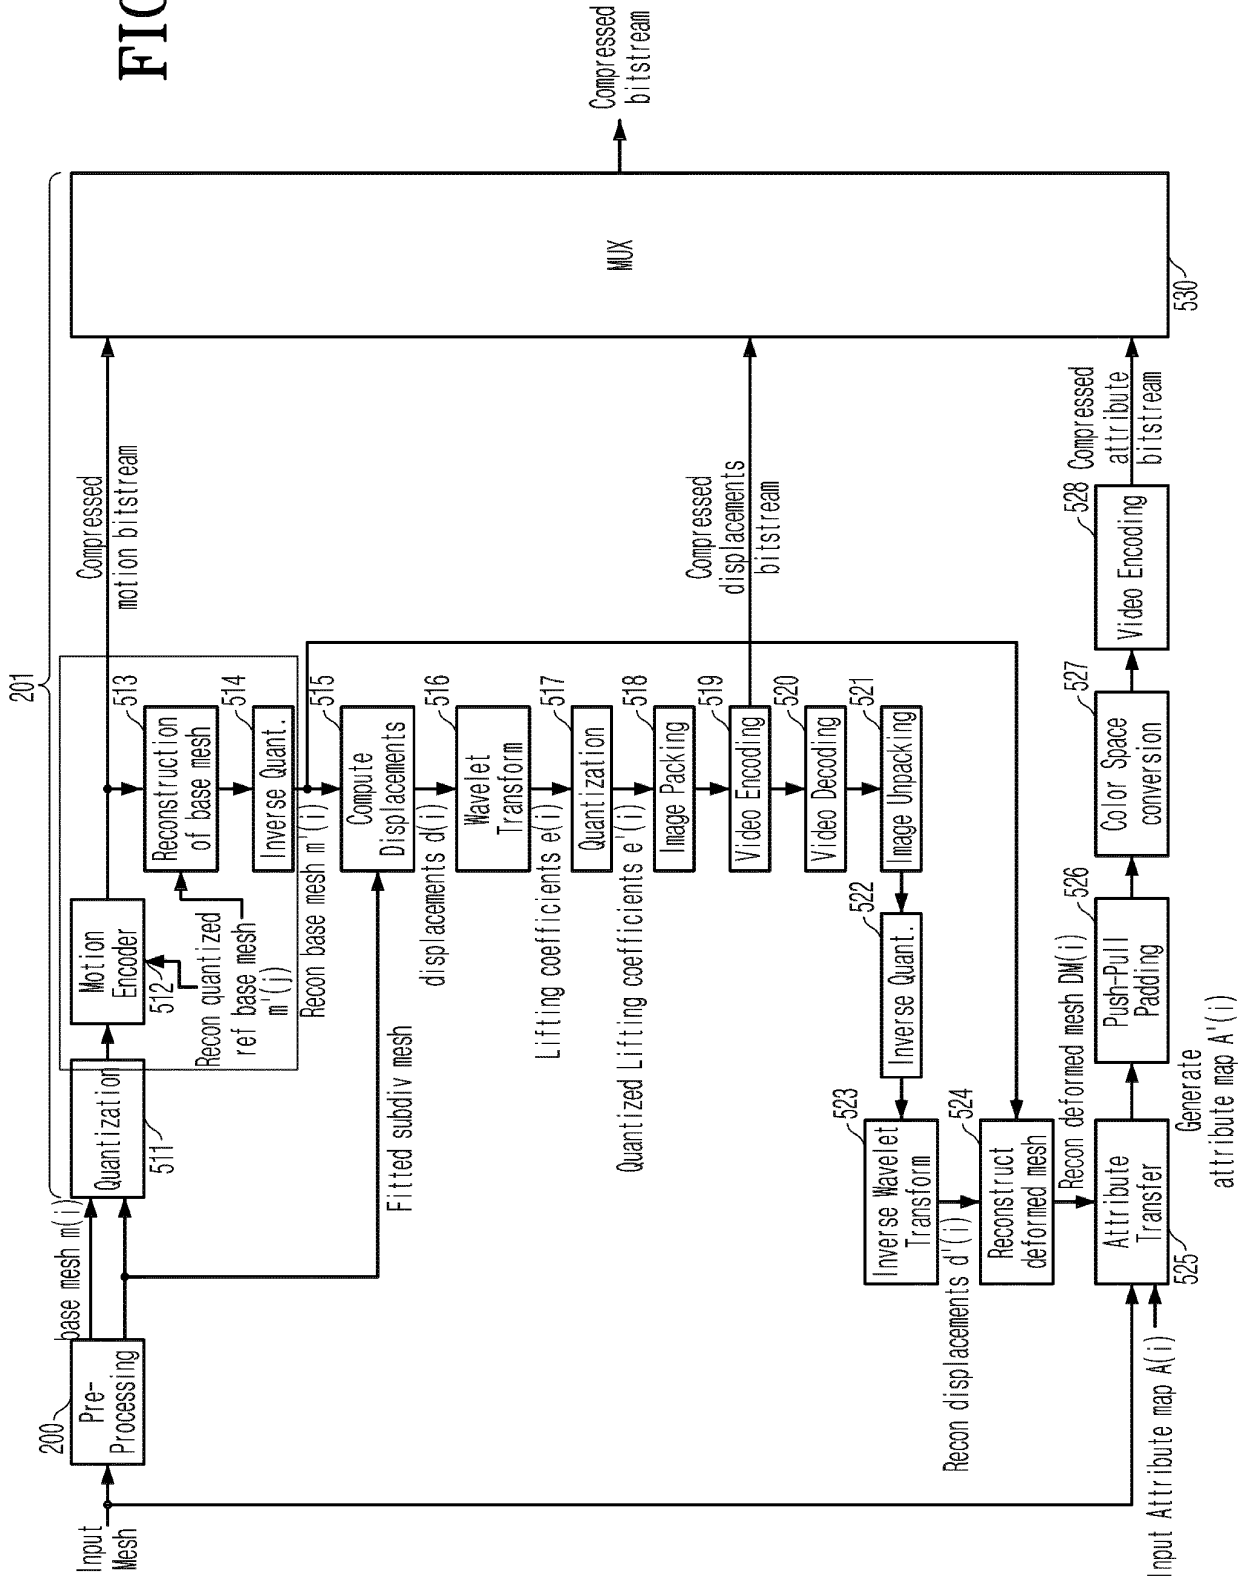 FIG
201
Input
Mesh
200
Pre-
Processing
base mesh m(i)
Quantization
511
Motion
Encoder
512
Recon quantized
ref base mesh
m'(j)
513
Reconstruction
of base mesh
514
Inverse Quant.
Recon base mesh m'(i)
Compressed
motion bitstream
Fitted subdiv mesh
515
Compute
Displacements
displacements d(i)
516
Wavelet
Transform
Lifting coefficients e(i)
517
Quantization
Quantized Lifting coefficients e'(i)
518
Image Packing
519
Video Encoding
Compressed
displacements
bitstream
520
Video Decoding
521
Image Unpacking
522
Inverse Quant.
523
Inverse Wavelet
Transform
Recon displacements d'(i)
524
Reconstruct
deformed mesh
Recon deformed mesh DM(i)
Input Attribute map A(i)
Attribute
Transfer
525
Generate
attribute map A'(i)
526
Push-Pull
Padding
527
Color Space
conversion
528
Video Encoding
Compressed
attribute
bitstream
MUX
530
Compressed
bitstream